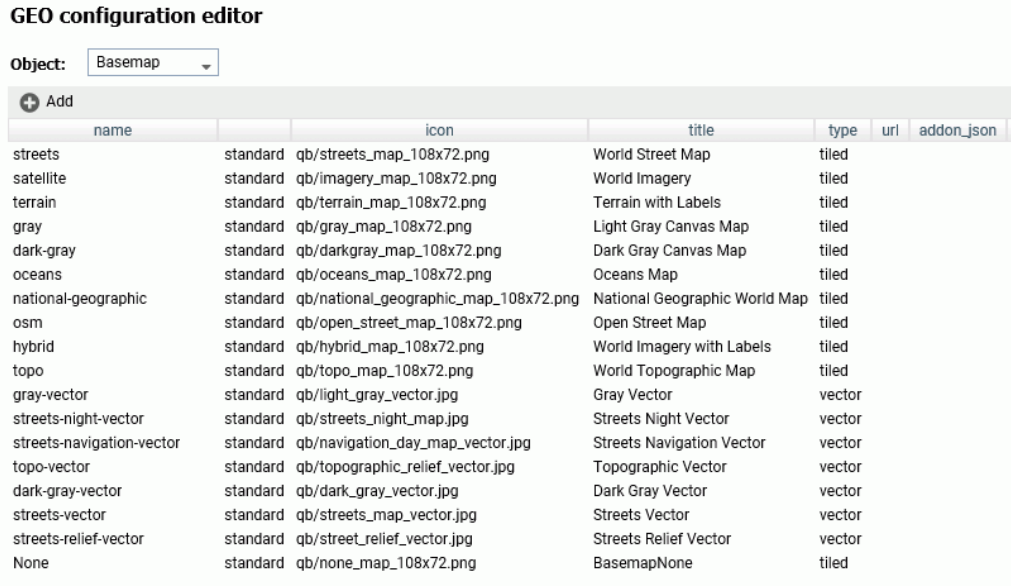 GEO configuration editor
Object: Basemap
Add
name icon title type url addon_json
streets standard qb/streets_map_108x72.png World Street Map tiled
satellite standard qb/imagery_map_108x72.png World Imagery tiled
terrain standard qb/terrain_map_108x72.png Terrain with Labels tiled
gray standard qb/gray_map_108x72.png Light Gray Canvas Map tiled
dark-gray standard qb/darkgray_map_108x72.png Dark Gray Canvas Map tiled
oceans standard qb/oceans_map_108x72.png Oceans Map tiled
national-geographic standard qb/national_geographic_map_108x72.png National Geographic World Map tiled
osm standard qb/open_street_map_108x72.png Open Street Map tiled
hybrid standard qb/hybrid_map_108x72.png World Imagery with Labels tiled
topo standard qb/topo_map_108x72.png World Topographic Map tiled
gray-vector standard qb/light_gray_vector.jpg Gray Vector vector
streets-night-vector standard qb/streets_night_map.jpg Streets Night Vector vector
streets-navigation-vector standard qb/navigation_day_map_vector.jpg Streets Navigation Vector vector
topo-vector standard qb/topographic_relief_vector.jpg Topographic Vector vector
dark-gray-vector standard qb/dark_gray_vector.jpg Dark Gray Vector vector
streets-vector standard qb/streets_map_vector.jpg Streets Vector vector
streets-relief-vector standard qb/street_relief_vector.jpg Streets Relief Vector vector
None standard qb/none_map_108x72.png BasemapNone tiled